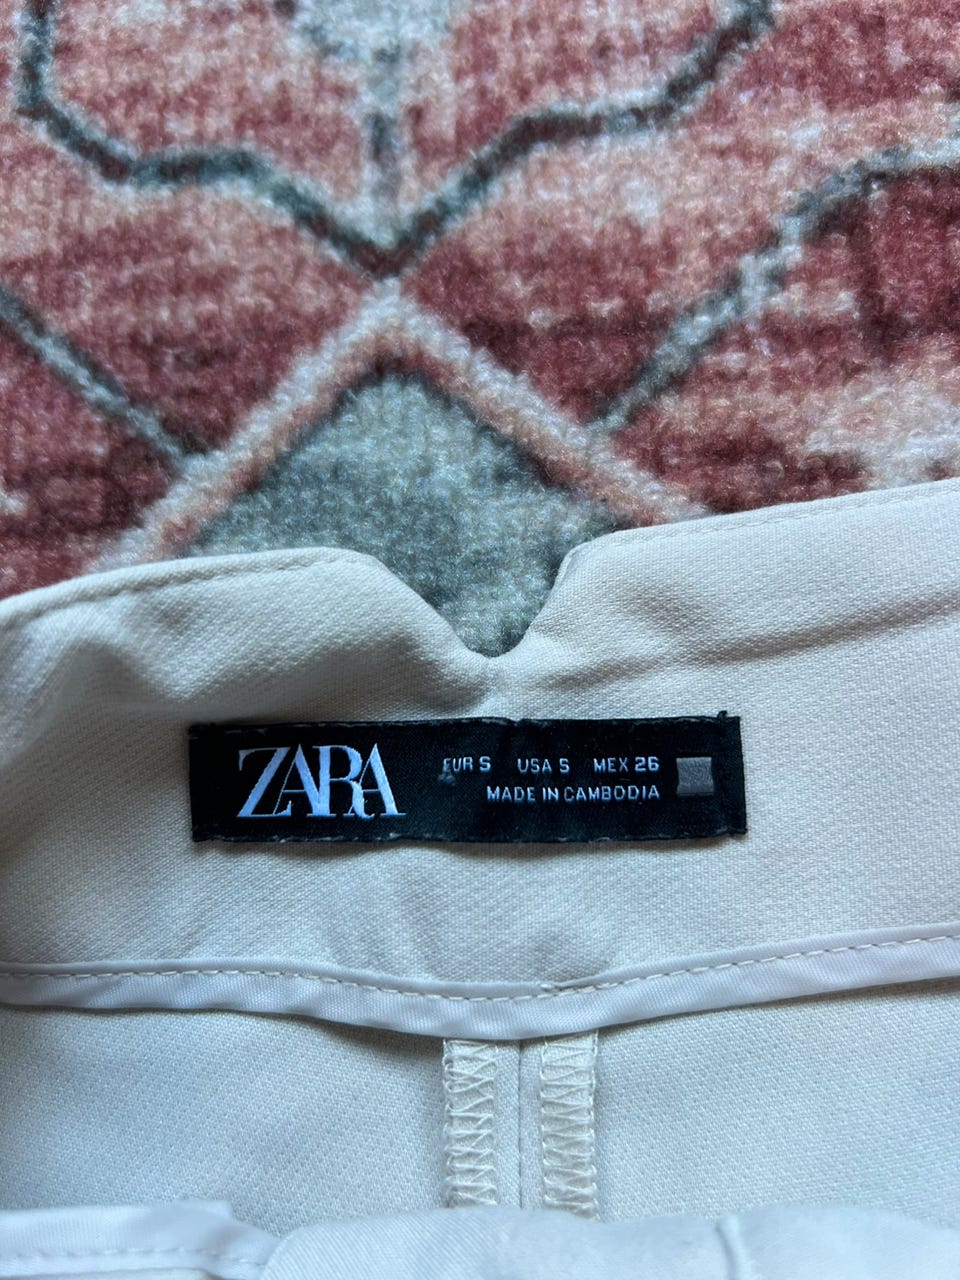 ZARA
EUR S USA S MEX 26
MADE IN CAMBODIA